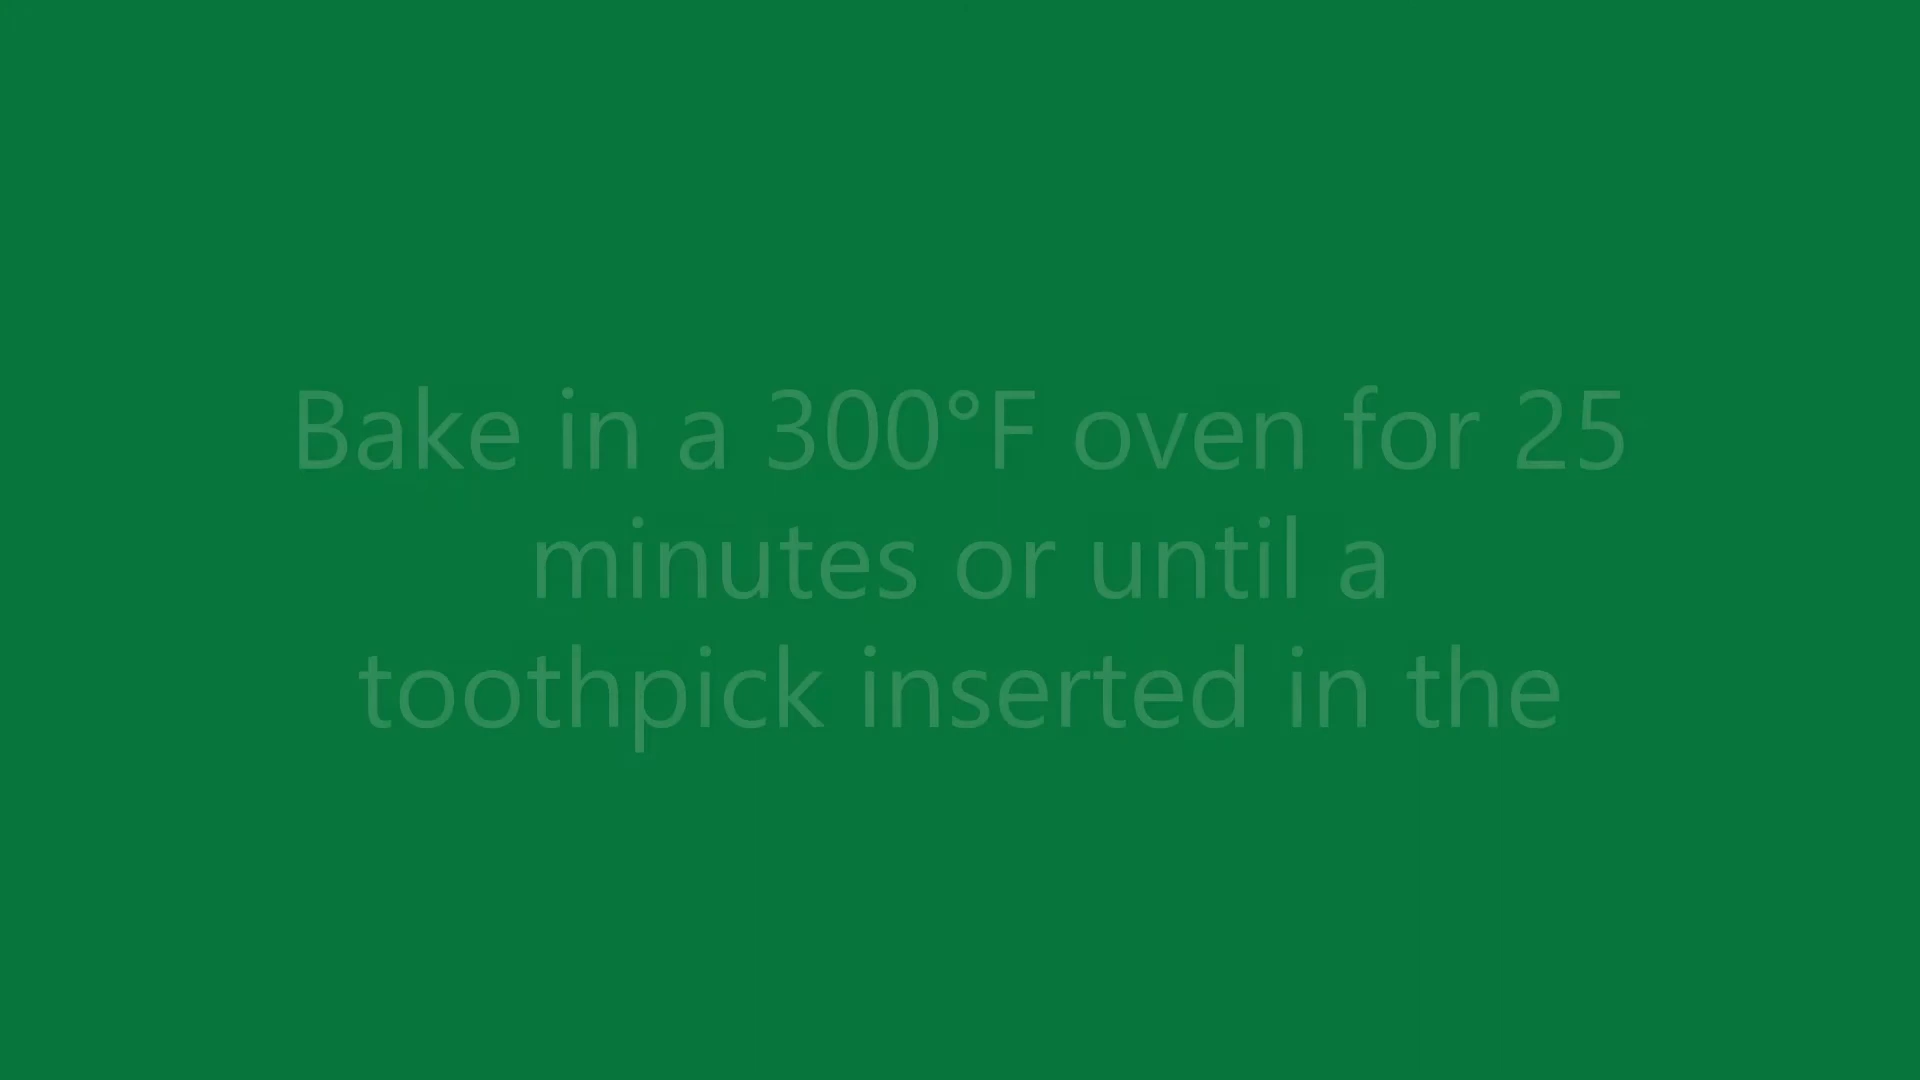 Bake in a 300°F oven for 25
minutes or until a
toothpick inserted in the